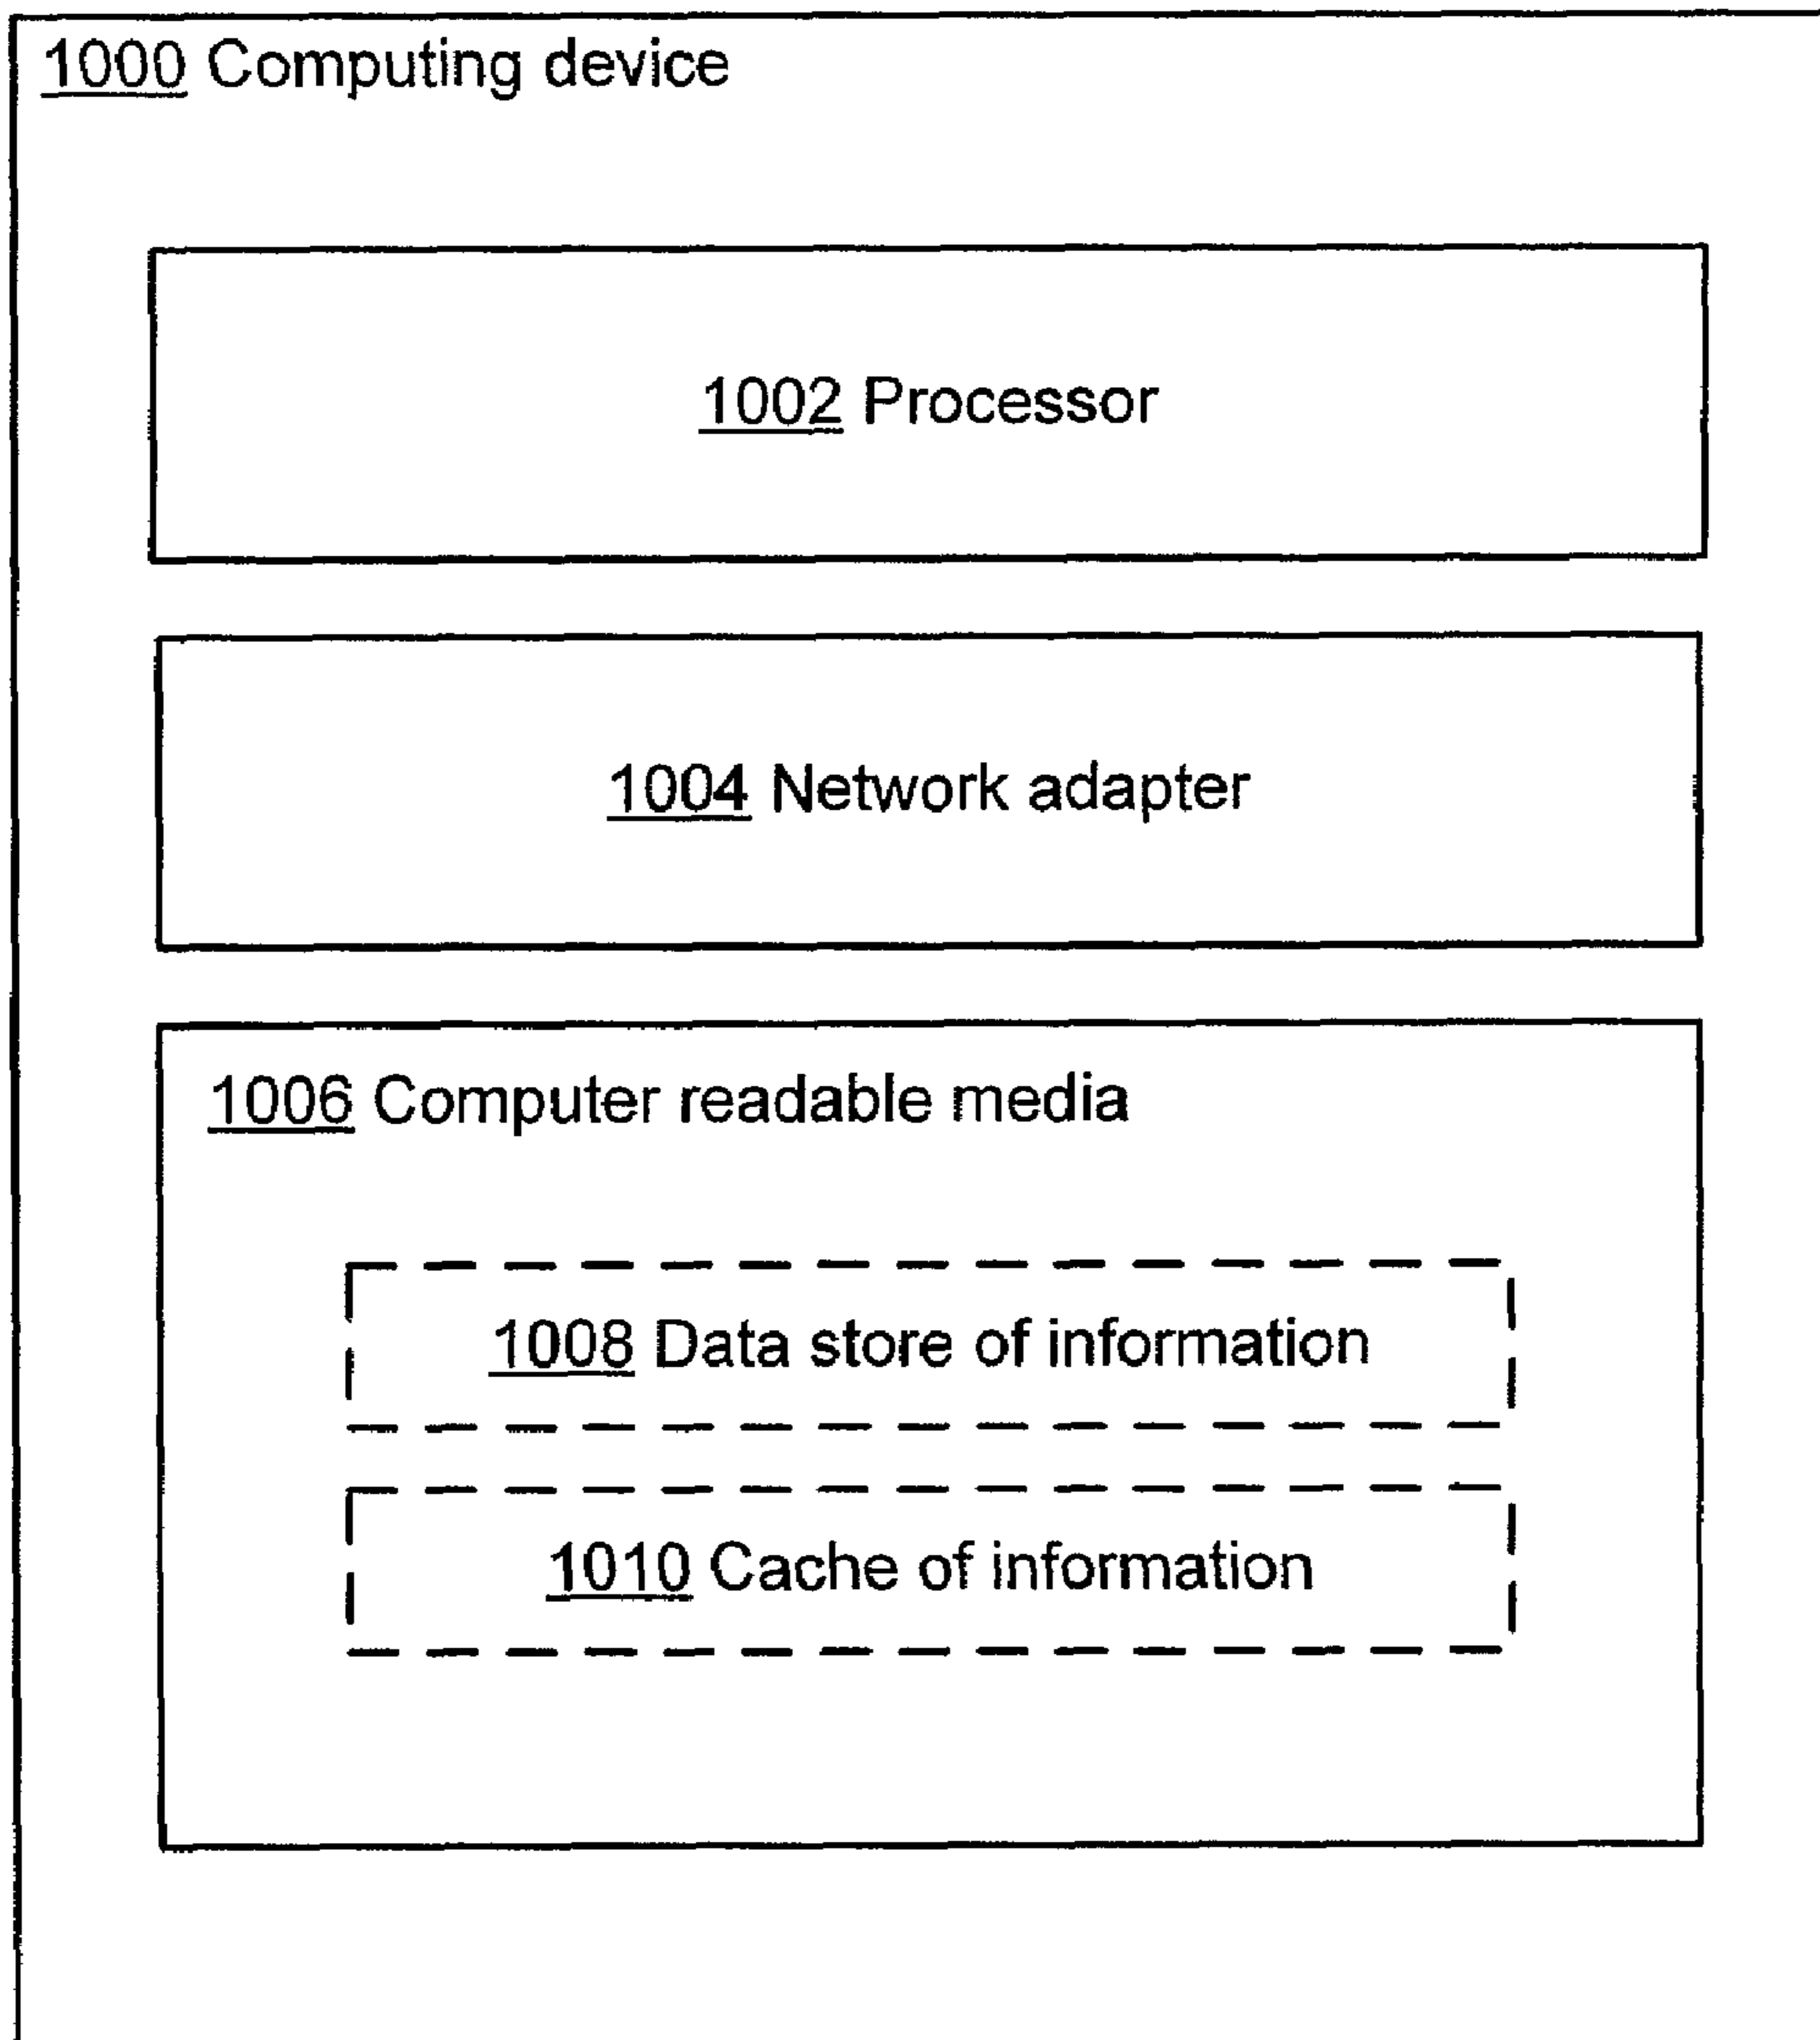 1000 Computing device
1002 Processor
1004 Network adapter
1006 Computer readable media
1008 Data store of information
1010 Cache of information